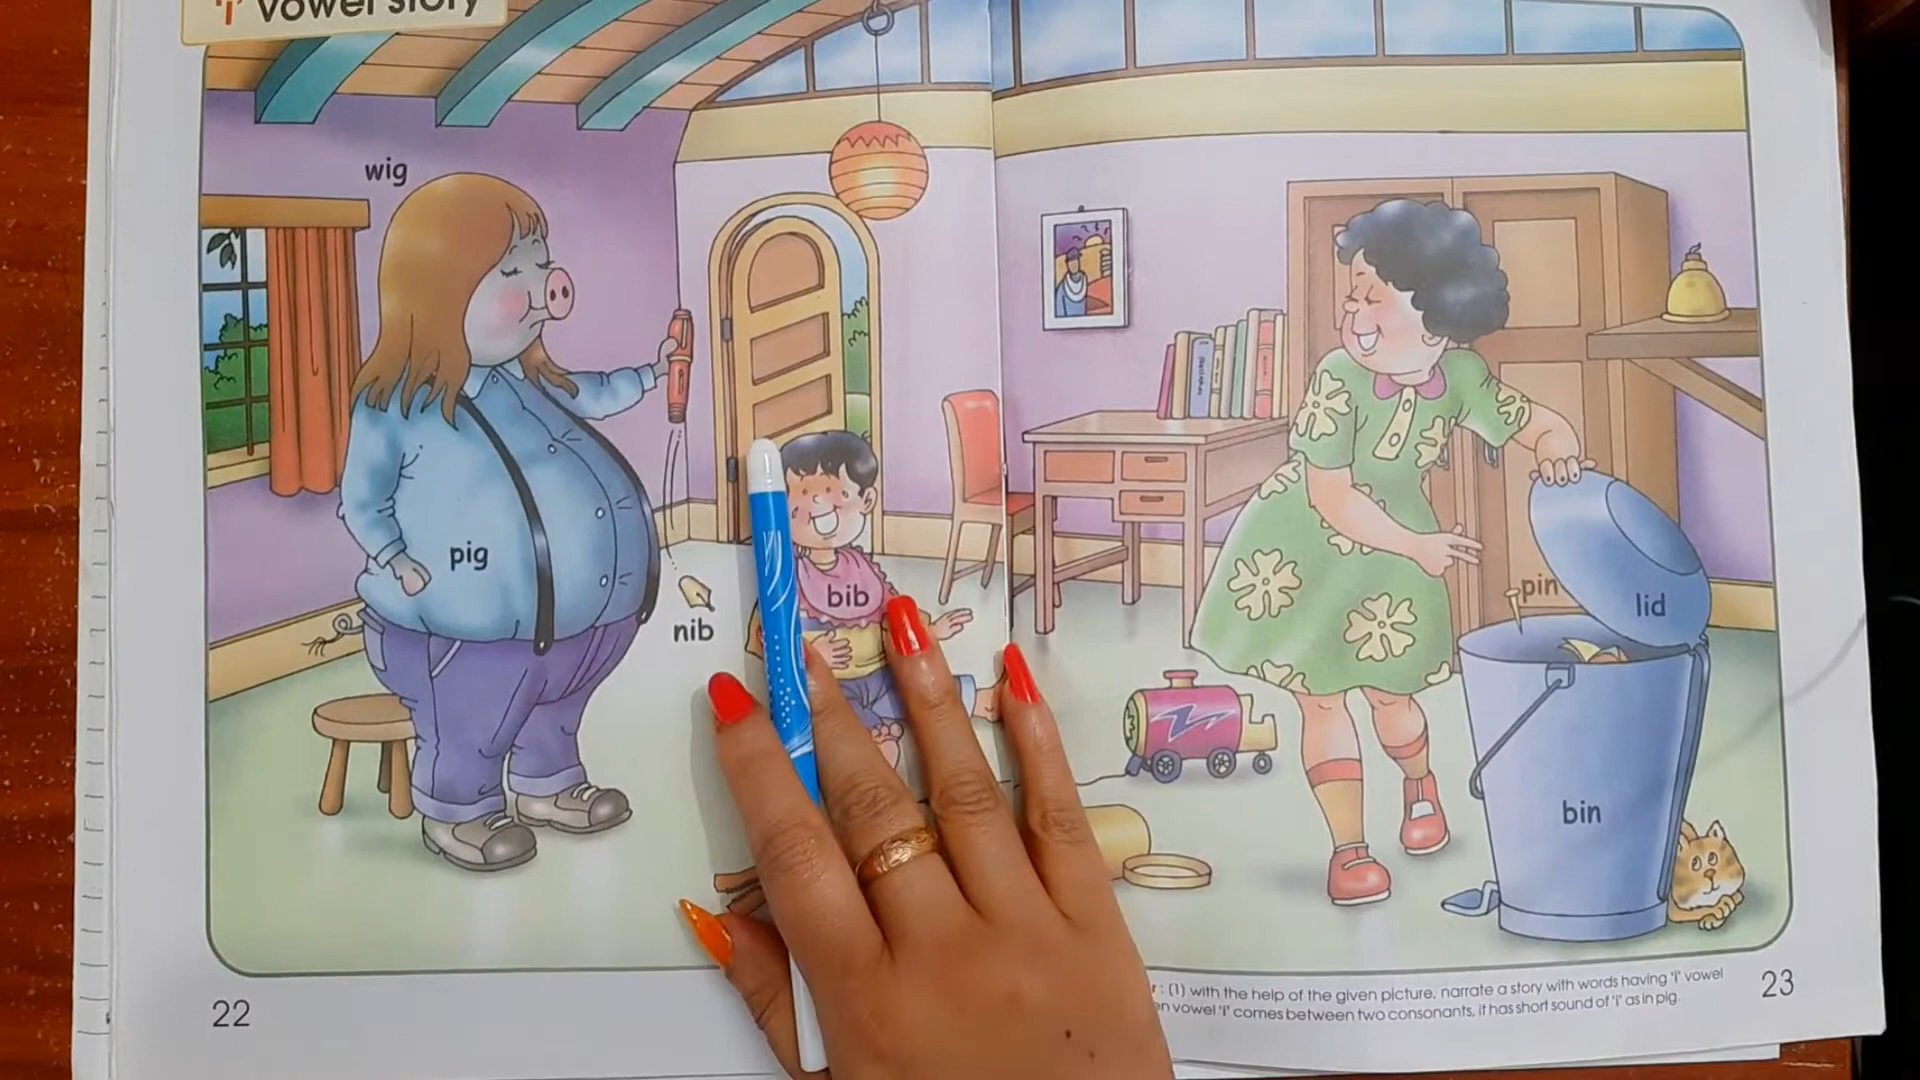 'i' vowel story
wig
pig
nib
bib
pin
lid
bin
: (1) with the help of the given picture, narrate a story with words having 'i' vowel
vowel 'i' comes between two consonants, it has short sound of 'i' as in pig.
22
23